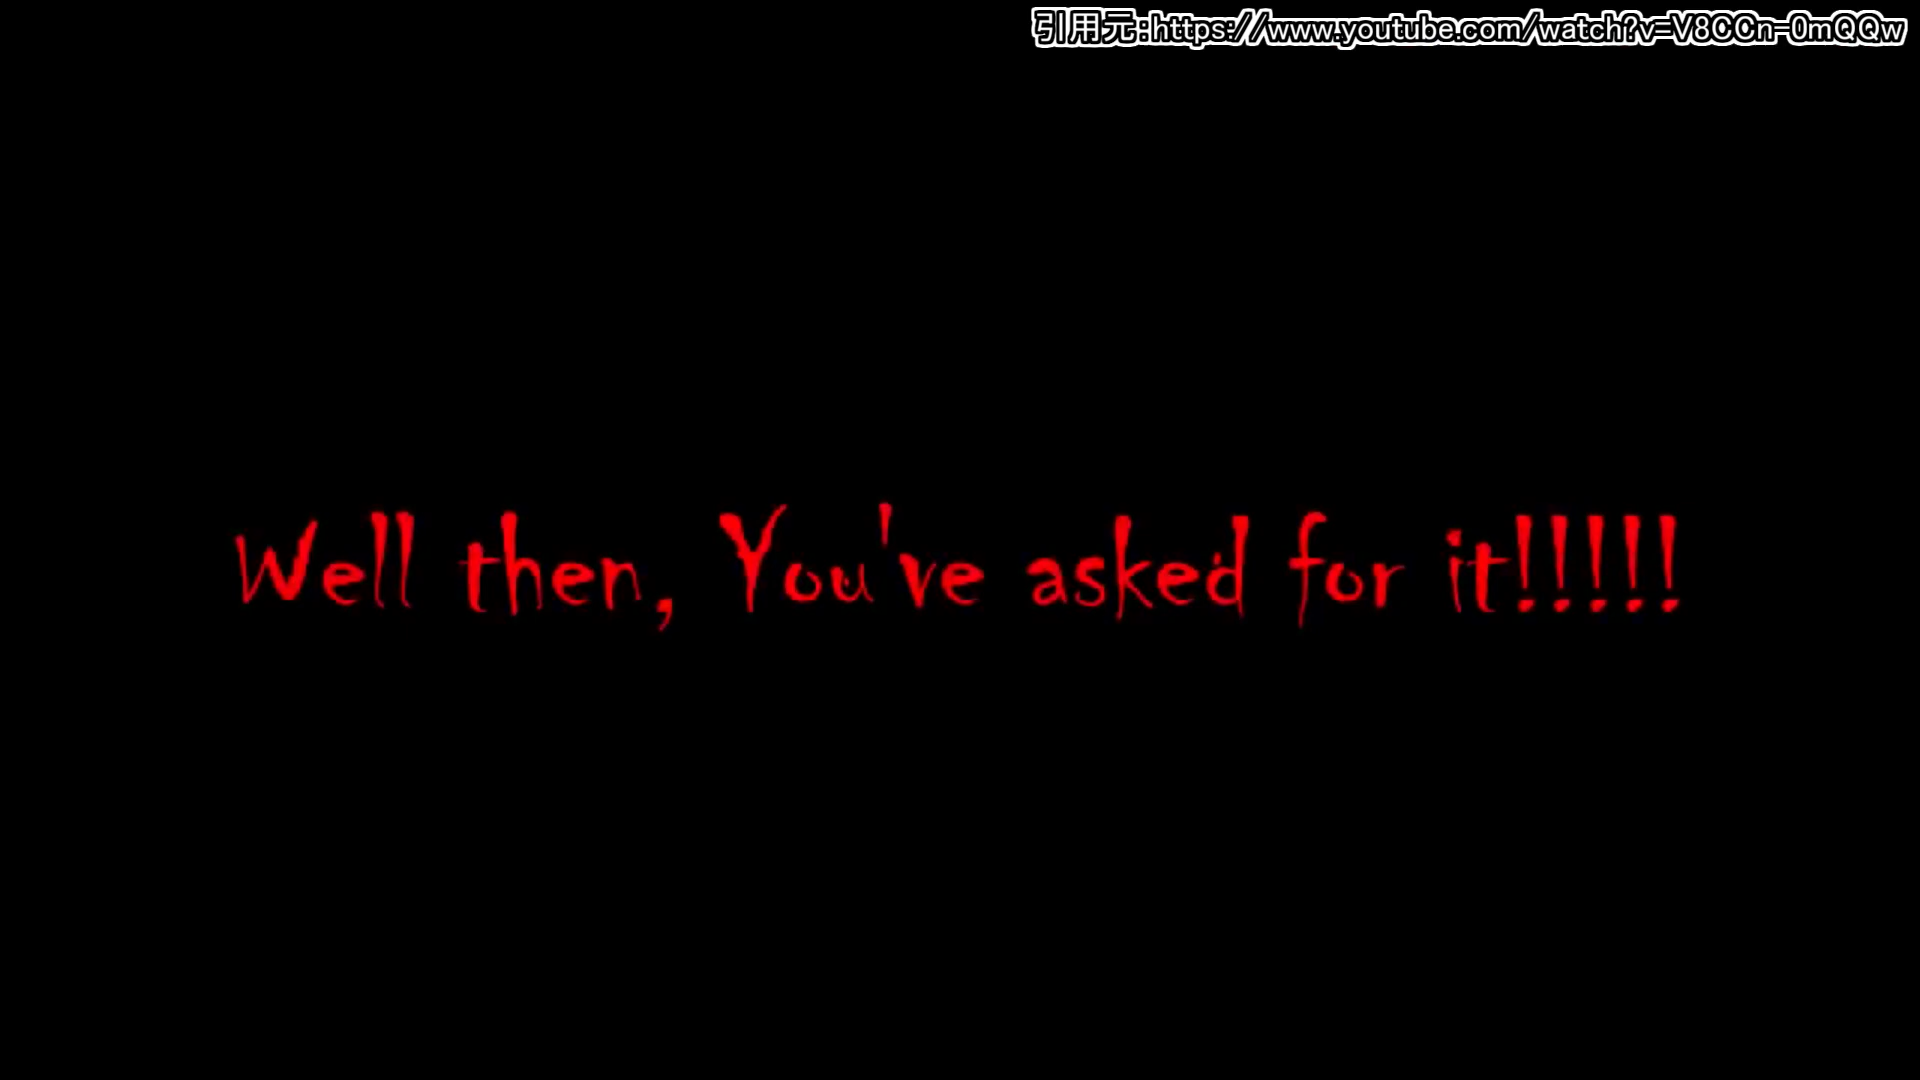 引用元:https://www.youtube.com/watch?v=V8CCn-0mQQw
Well then, You've asked for it!!!!!